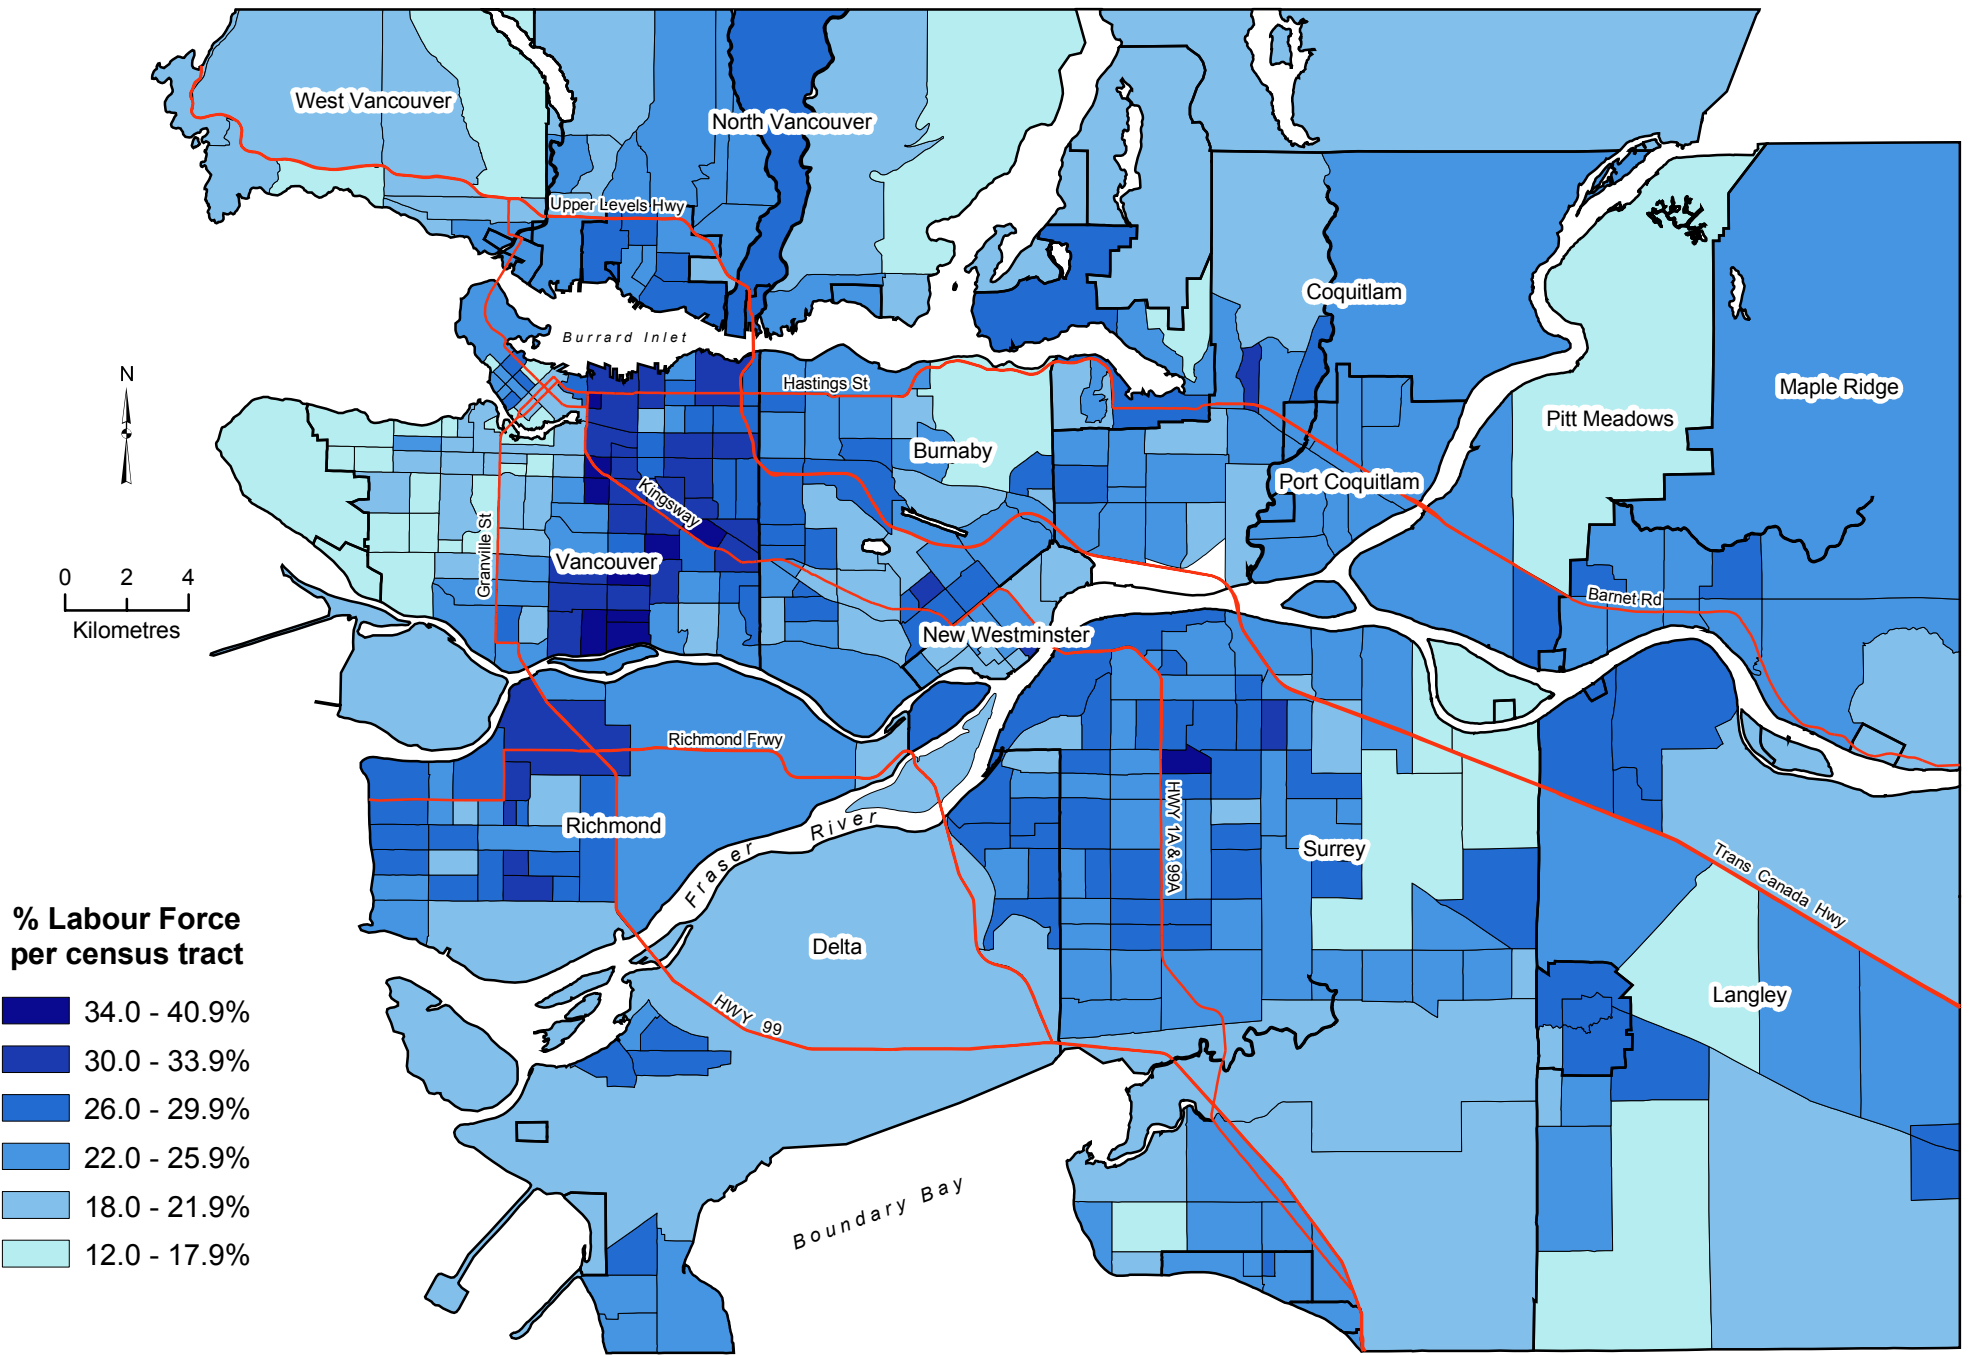 West Vancouver
North Vancouver
Upper Levels Hwy
Coquitlam
Burrard Inlet
N
Hastings St
Maple Ridge
Pitt Meadows
Burnaby
Port Coquitlam
Kingsway
Granville St
Vancouver
0 2 4
Kilometres
Barnet Rd
New Westminster
Richmond Frwy
HWY 1A & 99A
Richmond
Fraser River
Surrey
Trans Canada Hwy
% Labour Force
per census tract
Delta
Langley
HWY 99
34.0 - 40.9%
30.0 - 33.9%
26.0 - 29.9%
22.0 - 25.9%
18.0 - 21.9%
12.0 - 17.9%
Boundary Bay